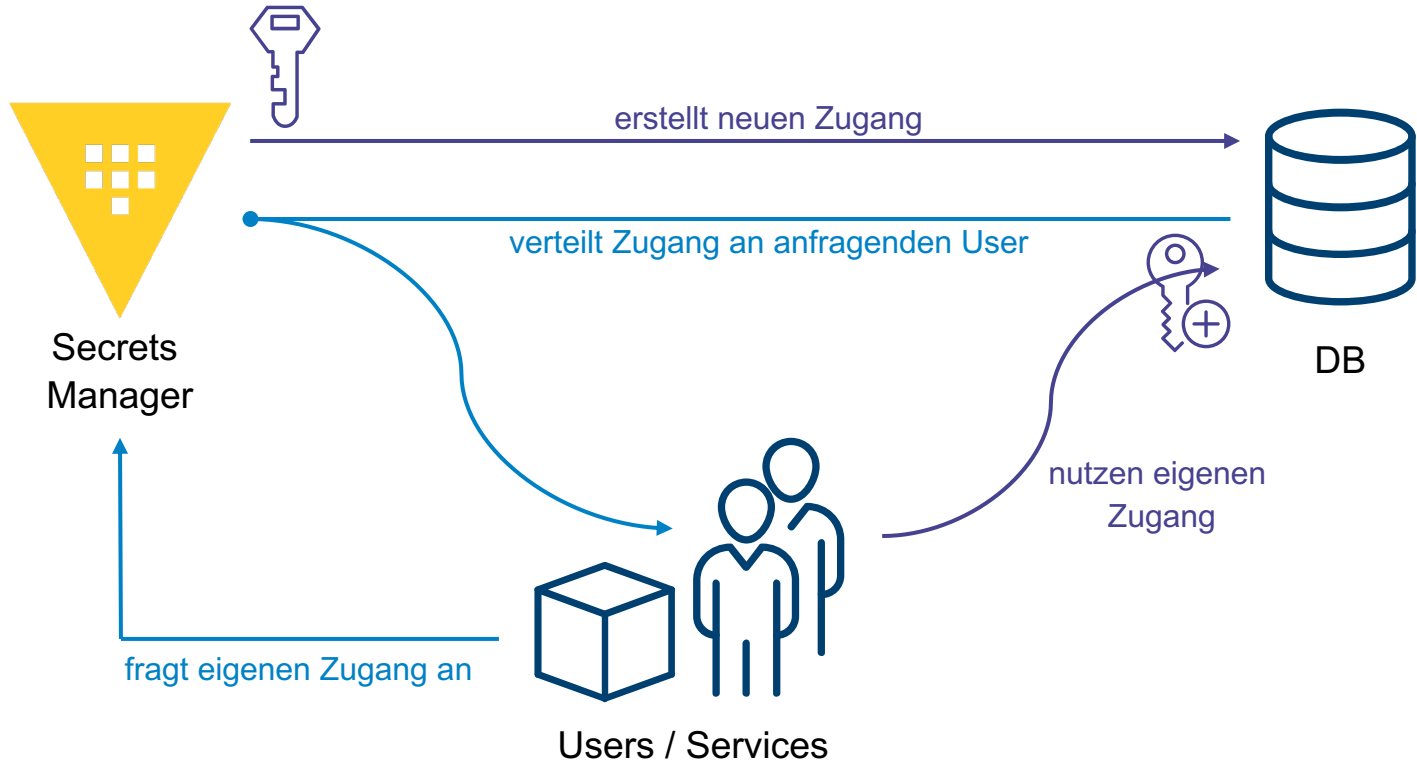 erstellt neuen Zugang
verteilt Zugang an anfragenden User
Secrets
Manager
DB
nutzen eigenen
Zugang
fragt eigenen Zugang an
Users / Services